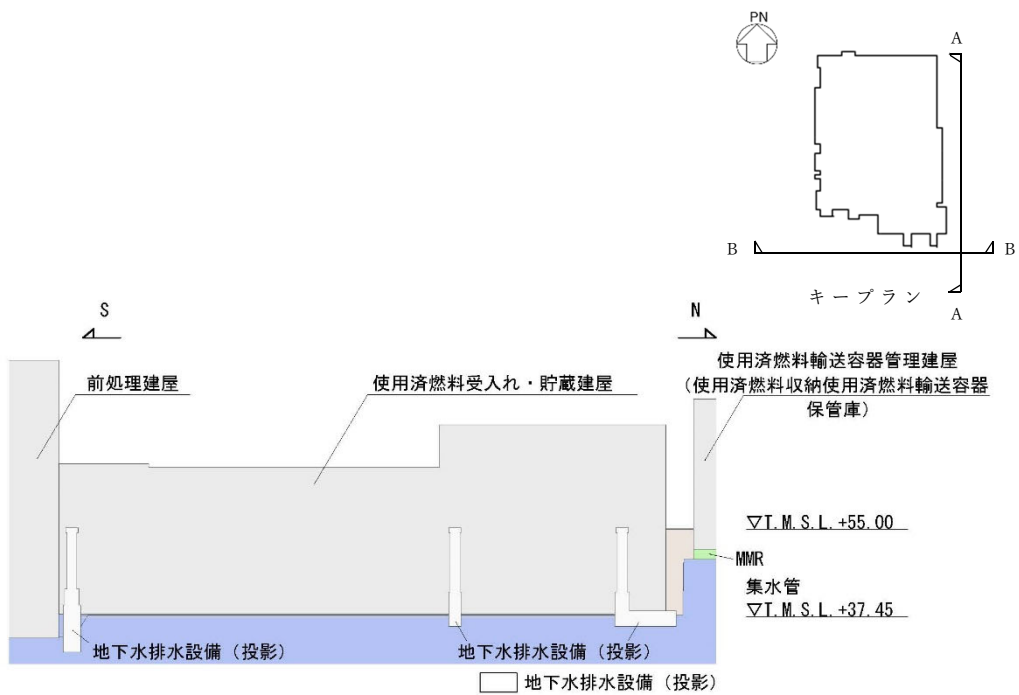 PN
A
B
B
キープラン
A
S
N
前処理建屋
使用済燃料受入れ・貯蔵建屋
使用済燃料輸送容器管理建屋
(使用済燃料収納使用済燃料輸送容器
保管庫)
▽T.M.S.L.+55.00
MMR
集水管
▽T.M.S.L.+37.45
地下水排水設備(投影)
地下水排水設備(投影)
地下水排水設備(投影)